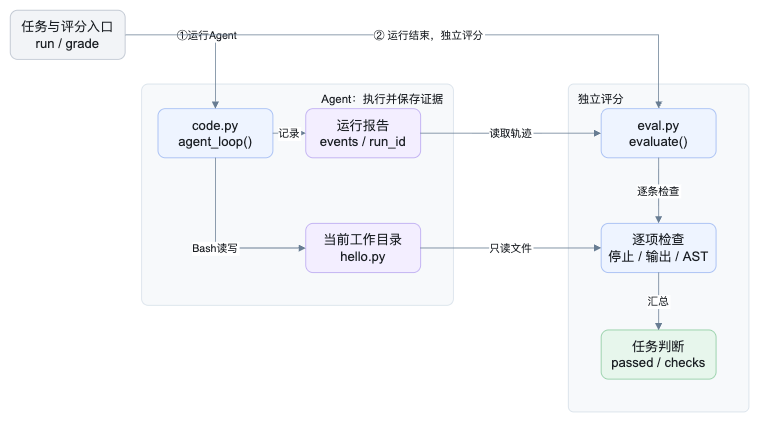 任务与评分入口
run / grade
①运行Agent
② 运行结束，独立评分
Agent：执行并保存证据
独立评分
code.py
agent_loop()
记录
运行报告
events / run_id
读取轨迹
eval.py
evaluate()
逐条检查
Bash读写
当前工作目录
hello.py
只读文件
逐项检查
停止 / 输出 / AST
汇总
任务判断
passed / checks